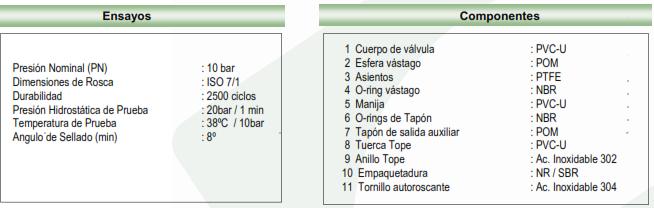 Ensayos
Presión Nominal (PN) : 10 bar
Dimensiones de Rosca : ISO 7/1
Durabilidad : 2500 ciclos
Presión Hidrostática de Prueba : 20bar / 1 min
Temperatura de Prueba : 38ºC / 10bar
Angulo de Sellado (min) : 8º
Componentes
1 Cuerpo de válvula : PVC-U
2 Esfera vástago : POM
3 Asientos : PTFE
4 O-ring vástago : NBR
5 Manija : PVC-U
6 O-rings de Tapón : NBR
7 Tapón de salida auxiliar : POM
8 Tuerca Tope : PVC-U
9 Anillo Tope : Ac. Inoxidable 302
10 Empaquetadura : NR / SBR
11 Tornillo autoroscante : Ac. Inoxidable 304